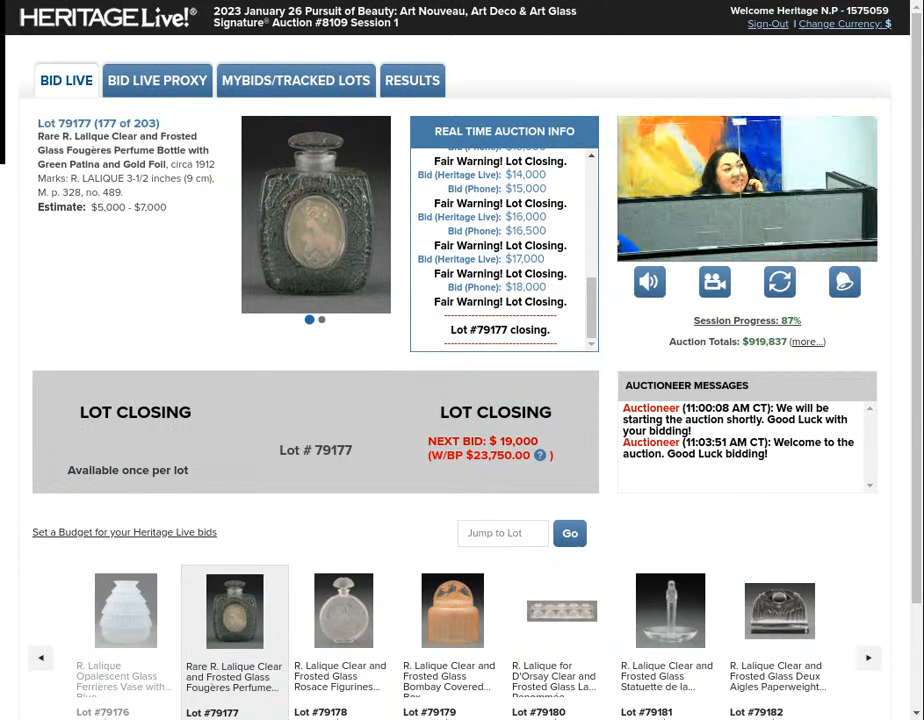 HERITAGE Live!®
2023 January 26 Pursuit of Beauty: Art Nouveau, Art Deco & Art Glass
Signature® Auction #8109 Session 1
Welcome Heritage N.P - 1575059
Sign-Out | Change Currency: $
BID LIVE
BID LIVE PROXY
MYBIDS/TRACKED LOTS
RESULTS
Lot 79177 (177 of 203)
Rare R. Lalique Clear and Frosted
Glass Fougères Perfume Bottle with
Green Patina and Gold Foil, circa 1912
Marks: R. LALIQUE 3-1/2 inches (9 cm),
M. p. 328, no. 489.
Estimate: $5,000 - $7,000
REAL TIME AUCTION INFO
Fair Warning! Lot Closing.
Bid (Heritage Live): $14,000
Bid (Phone): $15,000
Fair Warning! Lot Closing.
Bid (Heritage Live): $16,000
Bid (Phone): $16,500
Fair Warning! Lot Closing.
Bid (Heritage Live): $17,000
Fair Warning! Lot Closing.
Bid (Phone): $18,000
Fair Warning! Lot Closing.
--------------------------------
Lot #79177 closing.
--------------------------------
Session Progress: 87%
Auction Totals: $919,837 (more...)
LOT CLOSING
Available once per lot
Lot # 79177
LOT CLOSING
NEXT BID: $ 19,000
(W/BP $23,750.00 ? )
AUCTIONEER MESSAGES
Auctioneer (11:00:08 AM CT): We will be
starting the auction shortly. Good Luck with
your bidding!
Auctioneer (11:03:51 AM CT): Welcome to the
auction. Good Luck bidding!
Set a Budget for your Heritage Live bids
Jump to Lot
Go
R. Lalique
Opalescent Glass
Ferrières Vase with...
Lot #79176
Rare R. Lalique Clear
and Frosted Glass
Fougères Perfume...
Lot #79177
R. Lalique Clear and
Frosted Glass
Rosace Figurines...
Lot #79178
R. Lalique Clear and
Frosted Glass
Bombay Covered...
Lot #79179
R. Lalique for
D'Orsay Clear and
Frosted Glass La...
Lot #79180
R. Lalique Clear and
Frosted Glass
Statuette de la...
Lot #79181
R. Lalique Clear and
Frosted Glass Deux
Aigles Paperweight...
Lot #79182